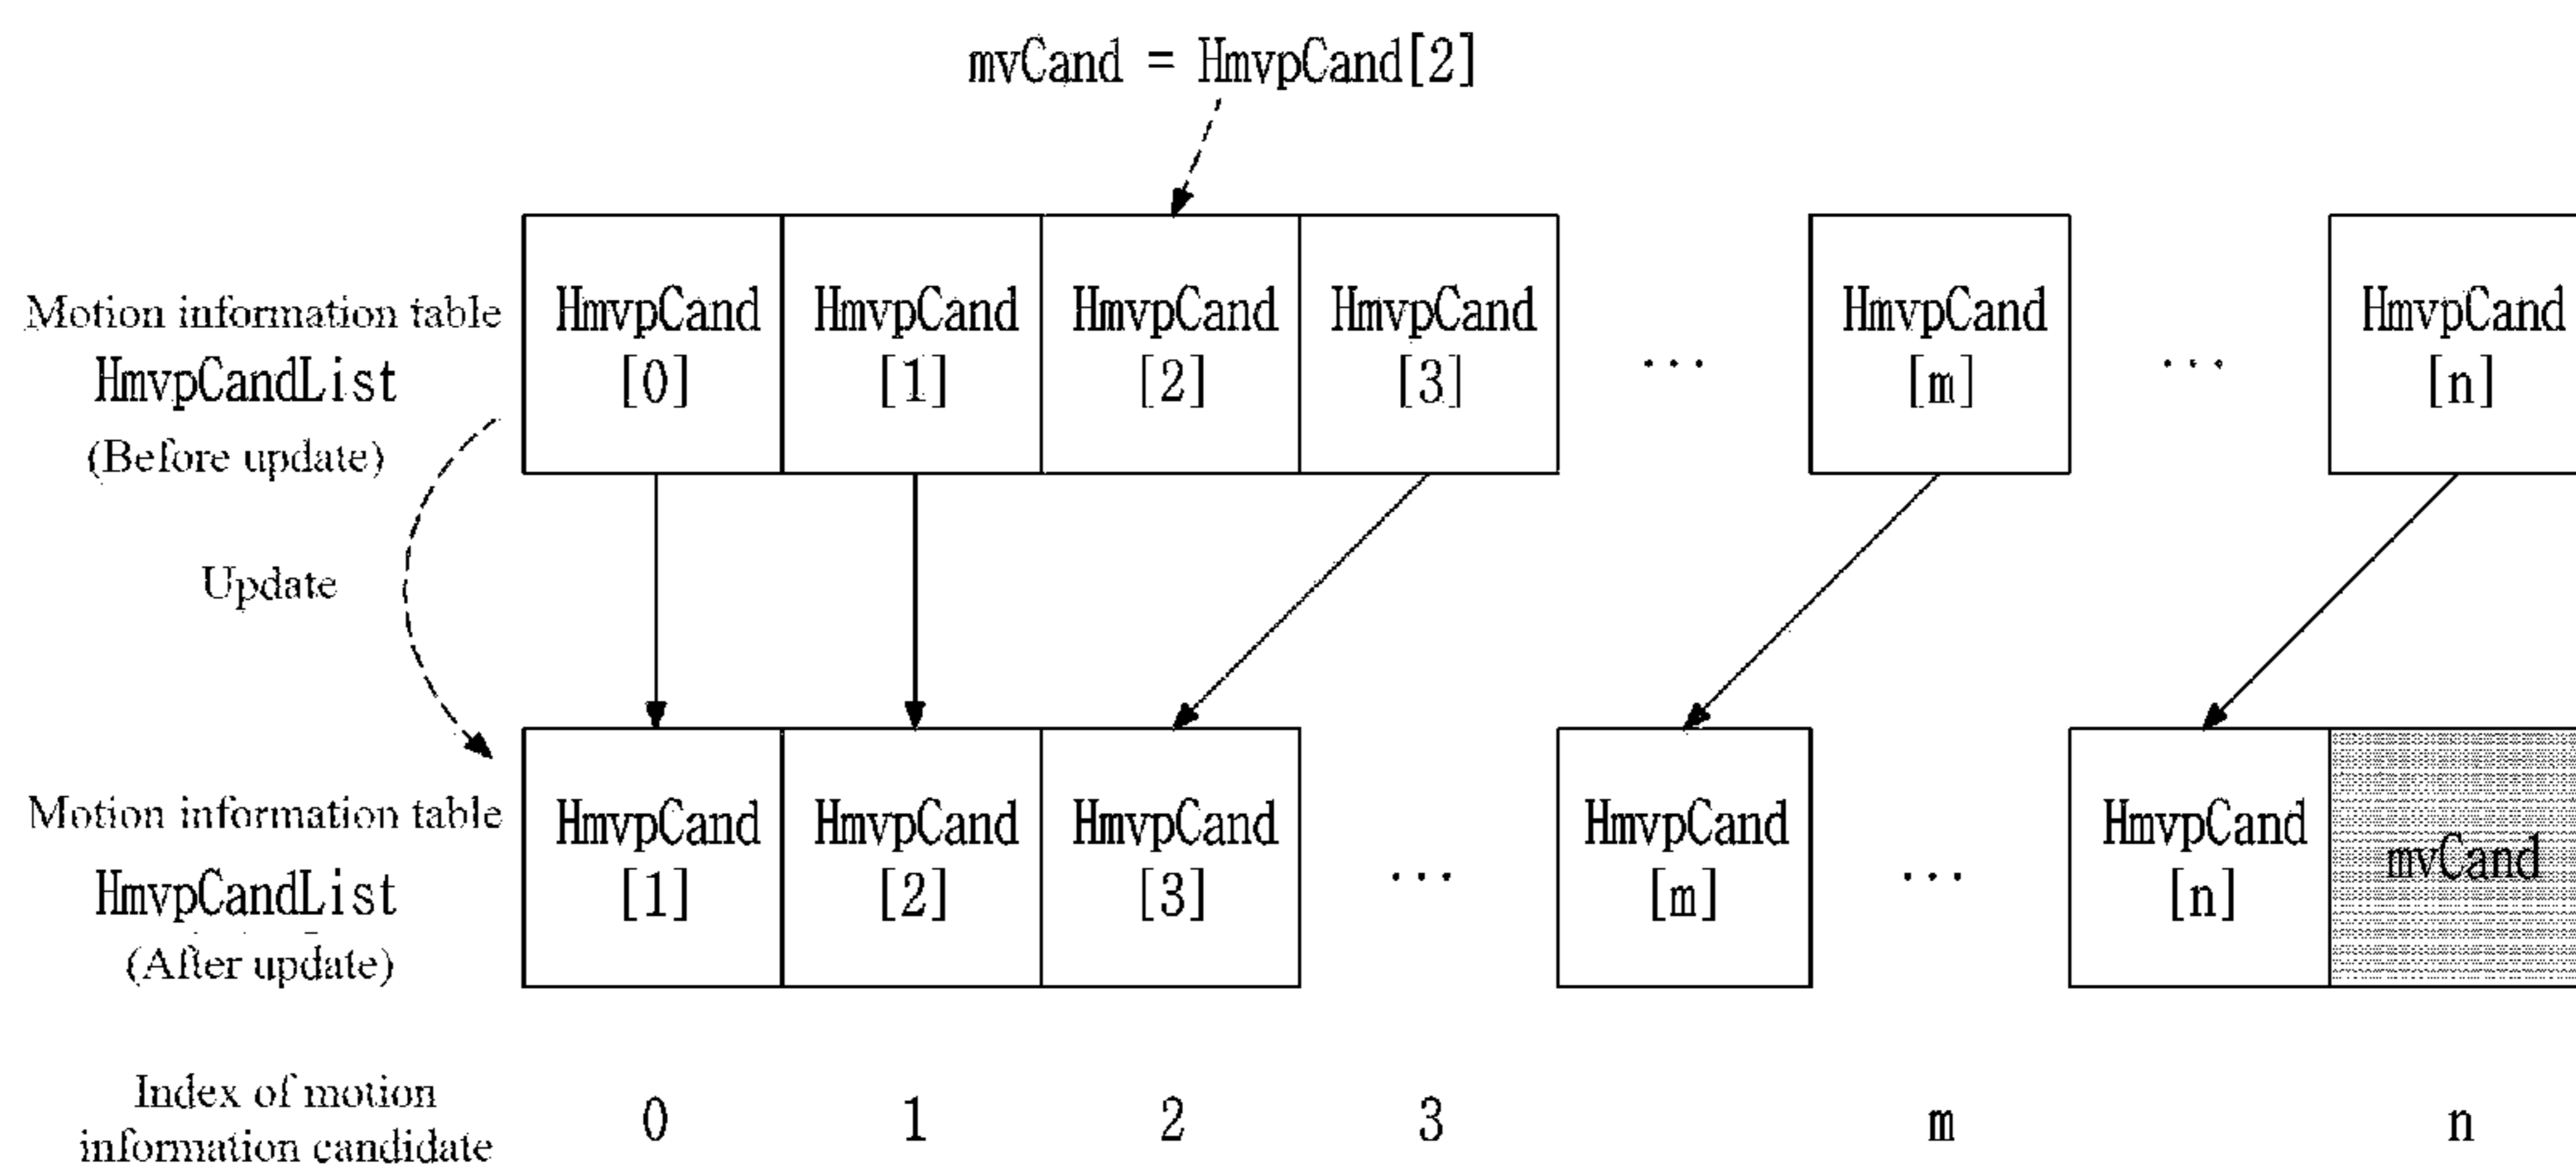 mvCand = HmvpCand[2]
Motion information table
HmvpCandList
(Before update)
HmvpCand
[0]
HmvpCand
[1]
HmvpCand
[2]
HmvpCand
[3]
...
HmvpCand
[m]
...
HmvpCand
[n]
Update
Motion information table
HmvpCandList
(After update)
HmvpCand
[1]
HmvpCand
[2]
HmvpCand
[3]
...
HmvpCand
[m]
...
HmvpCand
[n]
mvCand
Index of motion
information candidate
0 1 2 3 m n